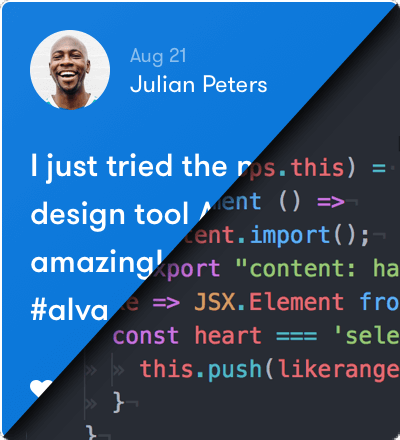 Aug 21
Julian Peters
I just tried the
design tool
amazing!
#alva
ps.this) =
ment () =>
tent.import();
xport "content: ha
=> JSX.Element fro
const heart === 'sele
» » this.push(likerange
» }
}